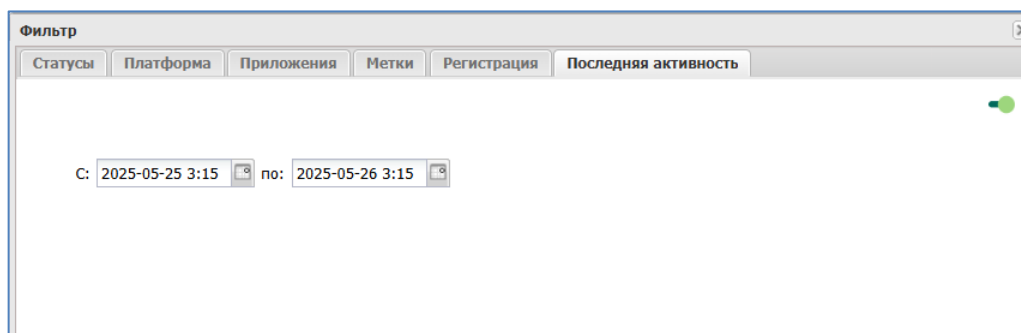 Фильтр
Статусы Платформа Приложения Метки Регистрация Последняя активность
С: 2025-05-25 3:15 по: 2025-05-26 3:15